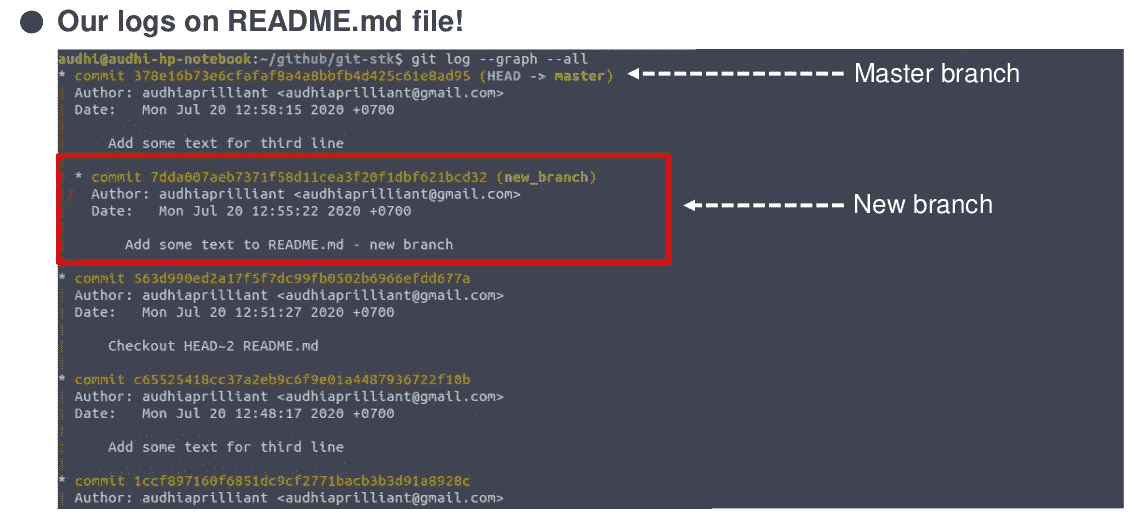 Our logs on README.md file!
audhi@audhi-hp-notebook:~/github/git-stk$ git log --graph --all
* commit 378e16b73e6cfafaf8a4a8bbfb4d425c61e8ad95 (HEAD -> master)
Master branch
Author: audhiaprilliant <audhiaprilliant@gmail.com>
Date: Mon Jul 20 12:58:15 2020 +0700
Add some text for third line
* commit 7dda007aeb7371f58d11cea3f20f1dbf621bcd32 (new_branch)
Author: audhiaprilliant <audhiaprilliant@gmail.com>
New branch
Date: Mon Jul 20 12:55:22 2020 +0700
Add some text to README.md - new branch
* commit 563d990ed2a17f5f7dc99fb0502b6966efdd677a
Author: audhiaprilliant <audhiaprilliant@gmail.com>
Date: Mon Jul 20 12:51:27 2020 +0700
Checkout HEAD~2 README.md
* commit c65525418cc37a2eb9c6f9e01a4487936722f10b
Author: audhiaprilliant <audhiaprilliant@gmail.com>
Date: Mon Jul 20 12:48:17 2020 +0700
Add some text for third line
* commit 1ccf897160f6851dc9cf2771bacb3b3d91a8928c
Author: audhiaprilliant <audhiaprilliant@gmail.com>